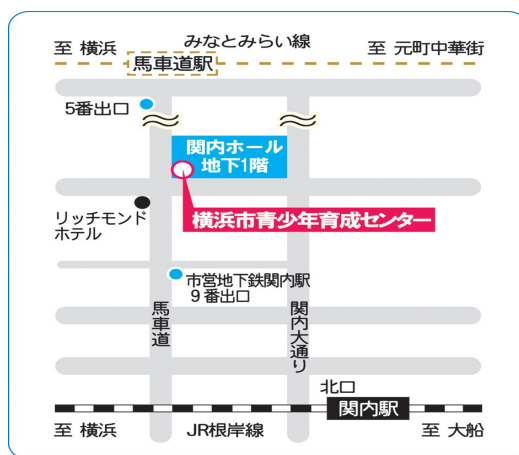 至 横浜
みなとみらい線
至 元町中華街
馬車道駅
5番出口
関内ホール
地下1階
横浜市青少年育成センター
リッチモンド
ホテル
市営地下鉄関内駅
9番出口
馬車道
関内大通り
北口
関内駅
至 横浜
JR根岸線
至 大船